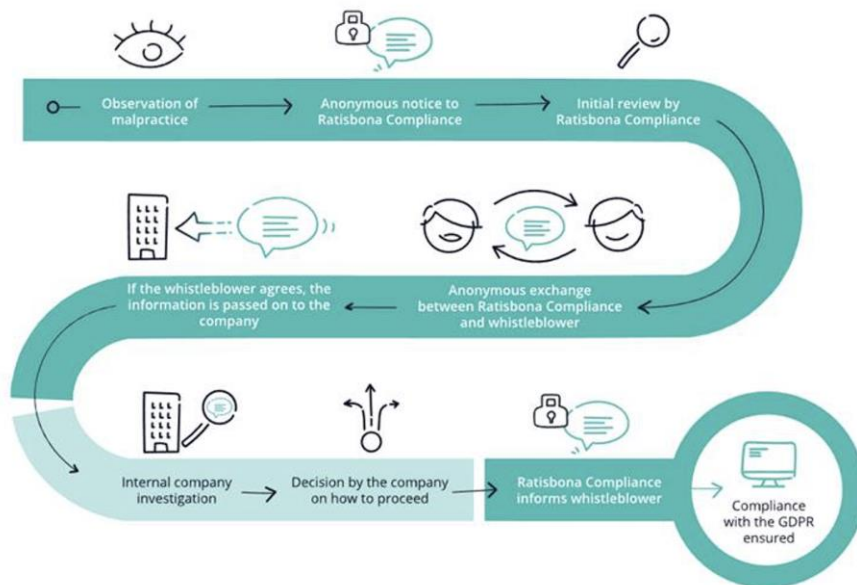 Observation of
malpractice
Anonymous notice to
Ratisbona Compliance
Initial review by
Ratisbona Compliance
If the whistleblower agrees, the
information is passed on to the
company
Anonymous exchange
between Ratisbona Compliance
and whistleblower
Internal company
investigation
Decision by the company
on how to proceed
Ratisbona Compliance
informs whistleblower
Compliance
with the GDPR
ensured